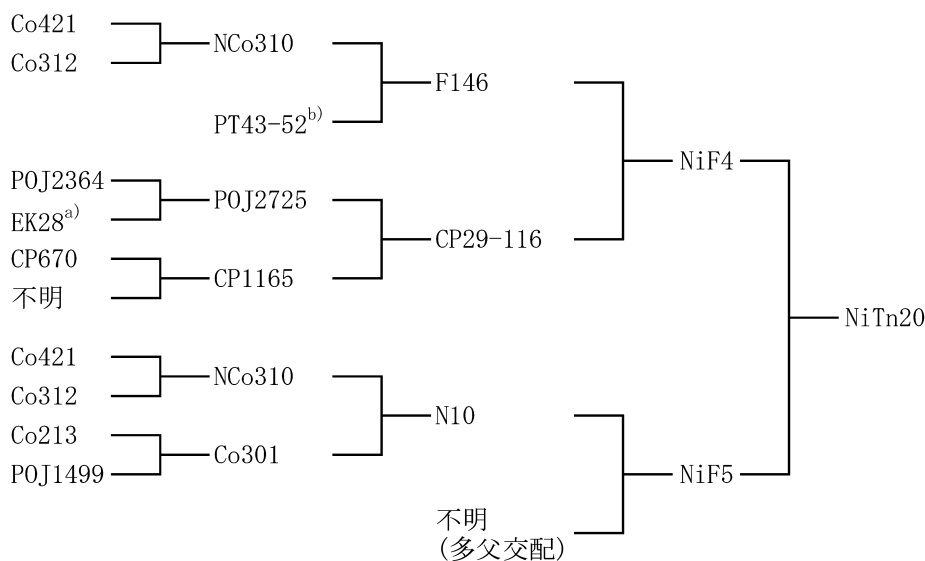 Co421
Co312
NCo310
PT43-52b)
F146
POJ2364
EK28a)
POJ2725
CP670
不明
CP1165
CP29-116
NiF4
Co421
Co312
NCo310
Co213
POJ1499
Co301
N10
不明
(多父交配)
NiF5
NiTn20